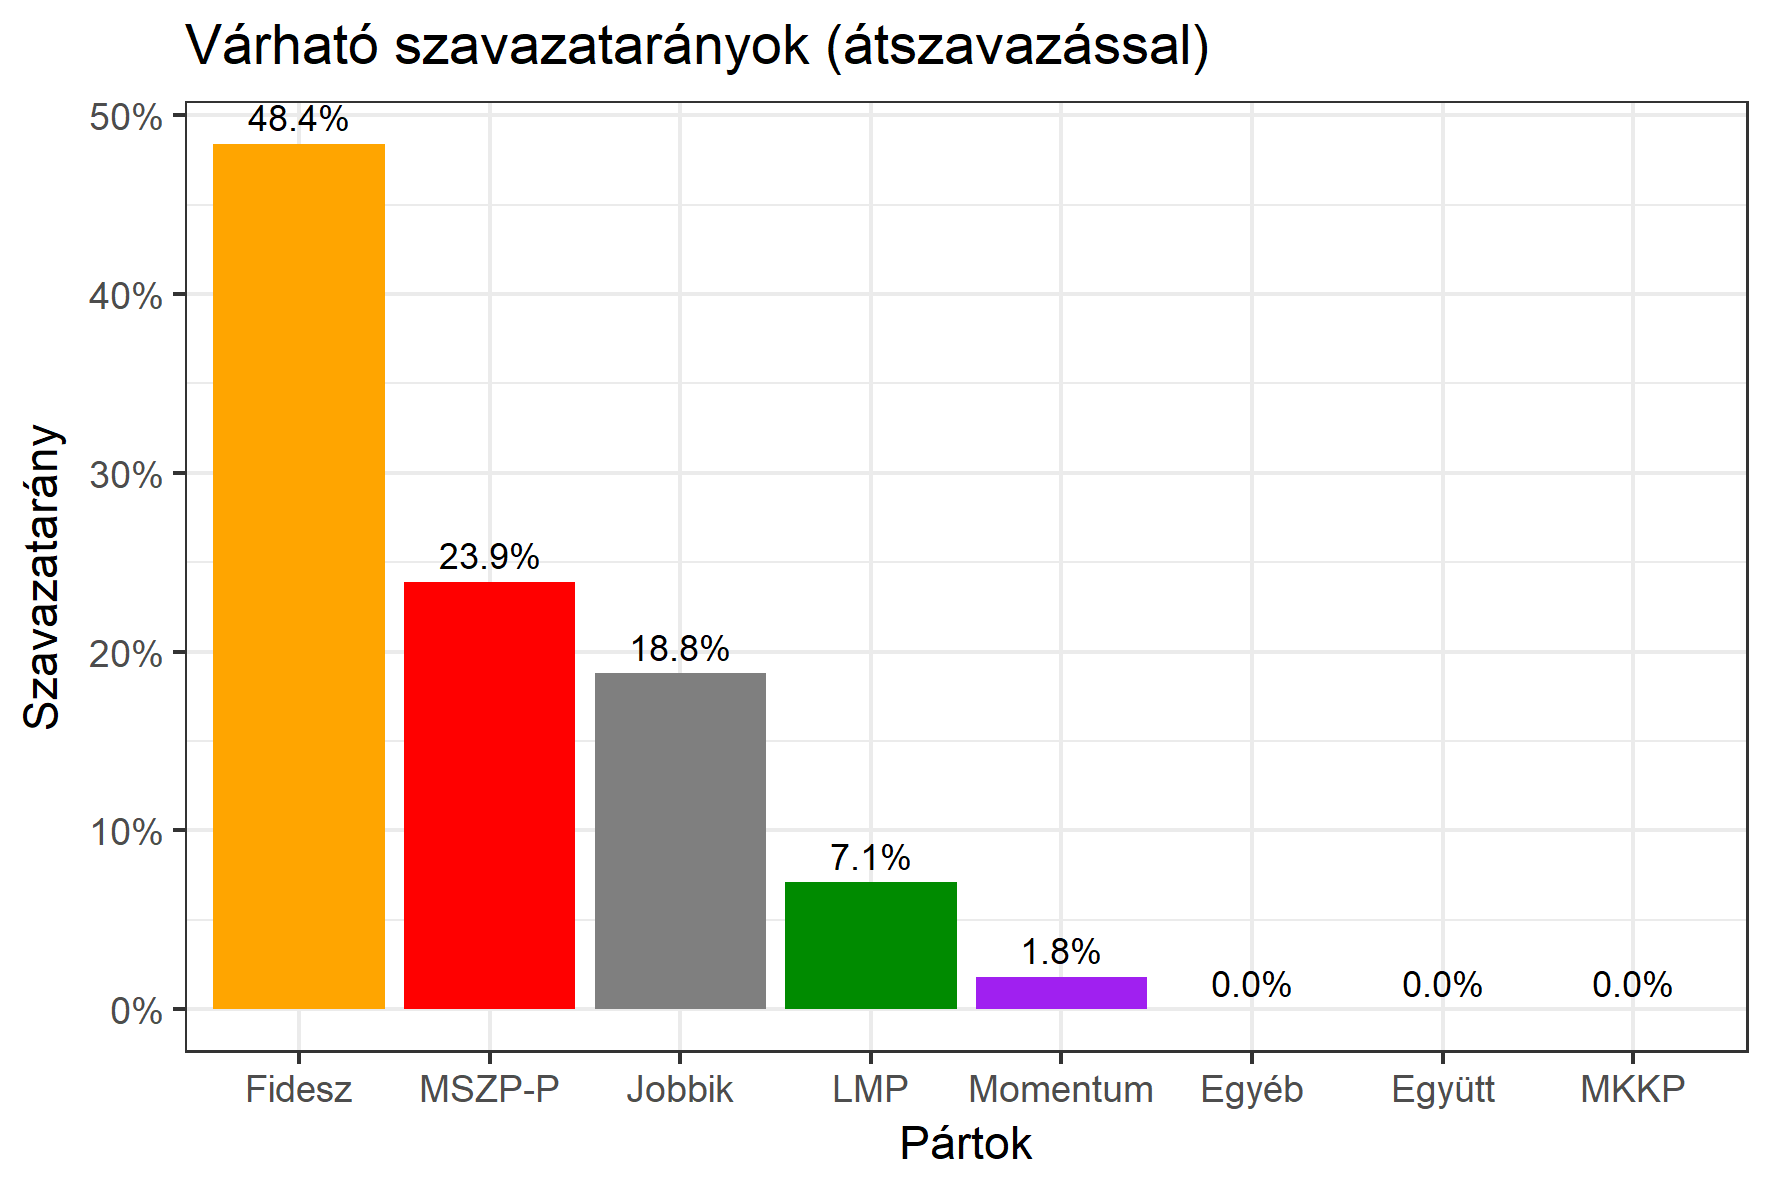 Várható szavazatarányok (átszavazással)
Szavazatarány
50%
40%
30%
20%
10%
0%
48.4%
23.9%
18.8%
7.1%
1.8%
0.0%
0.0%
0.0%
Fidesz
MSZP-P
Jobbik
LMP
Momentum
Egyéb
Együtt
MKKP
Pártok